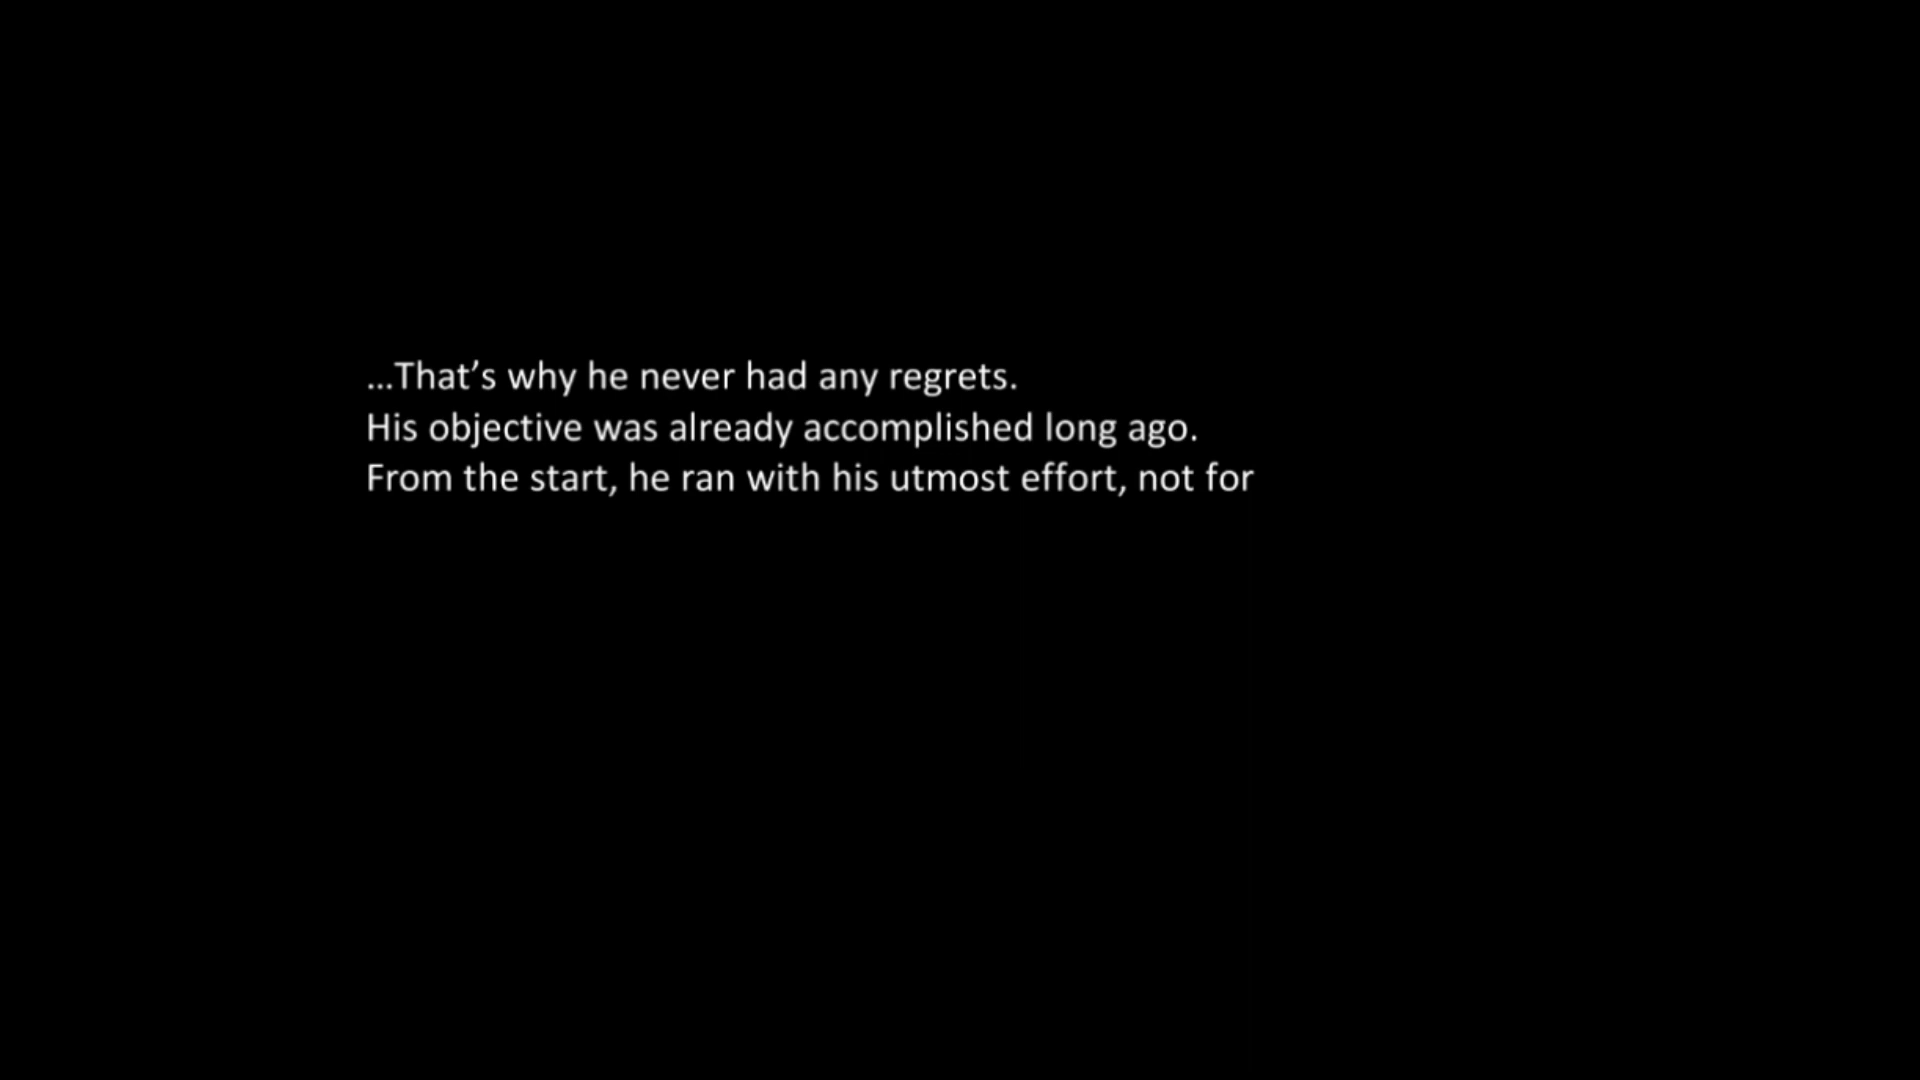 …That’s why he never had any regrets.
His objective was already accomplished long ago.
From the start, he ran with his utmost effort, not for